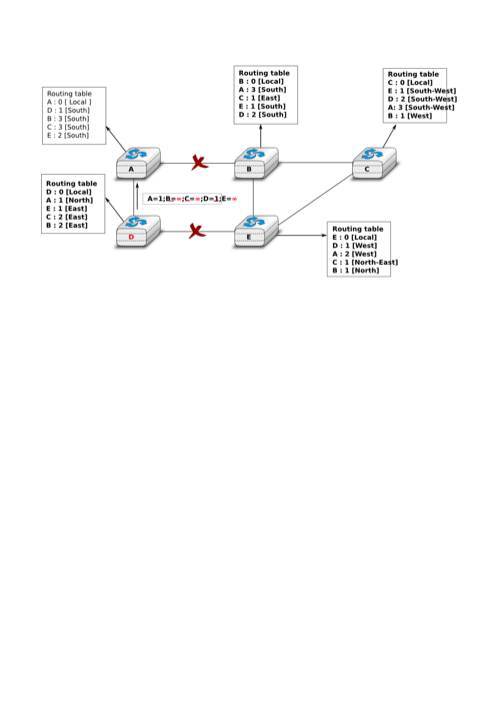 Routing table
B : 0 [Local]
A : 3 [South]
C : 1 [East]
E : 1 [South]
D : 2 [South]
Routing table
C : 0 [Local]
E : 1 [South-West]
D : 2 [South-West]
A: 3 [South-West]
B : 1 [West]
Routing table
A : 0 [ Local ]
D : 1 [South]
B : 3 [South]
C : 3 [South]
E : 2 [South]
A
B
C
Routing table
D : 0 [Local]
A : 1 [North]
E : 1 [East]
C : 2 [East]
B : 2 [East]
A=1;B=∞;C=∞;D=1;E=∞
D
E
Routing table
E : 0 [Local]
D : 1 [West]
A : 2 [West]
C : 1 [North-East]
B : 1 [North]